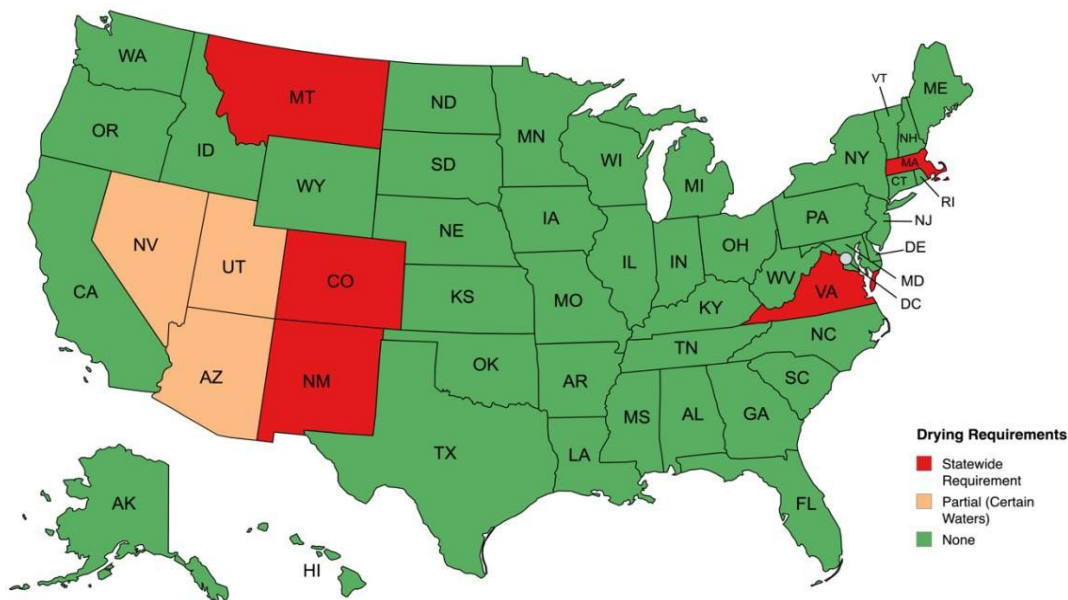 WA
MT
ND
MN
VT
ME
OR
ID
SD
WI
NY
NH
MA
WY
MI
CT
RI
IA
PA
NJ
NV
NE
OH
DE
UT
IL
IN
WV
MD
CA
CO
KS
MO
VA
DC
KY
NC
AZ
NM
OK
TN
AR
SC
MS
AL
GA
TX
LA
AK
FL
HI
Drying Requirements
Statewide
Requirement
Partial (Certain
Waters)
None